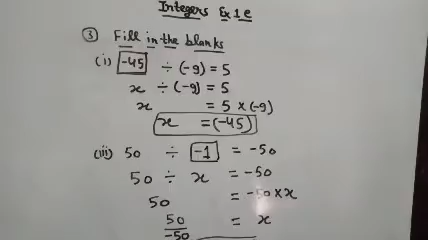 Integers Ex 1e
③ Fill in the blanks
(i) -45 ÷ (-9) = 5
x ÷ (-9) = 5
x = 5 × (-9)
x = (-45)
(iii) 50 ÷ -1 = -50
50 ÷ x = -50
50 = -50 × x
50/-50 = x